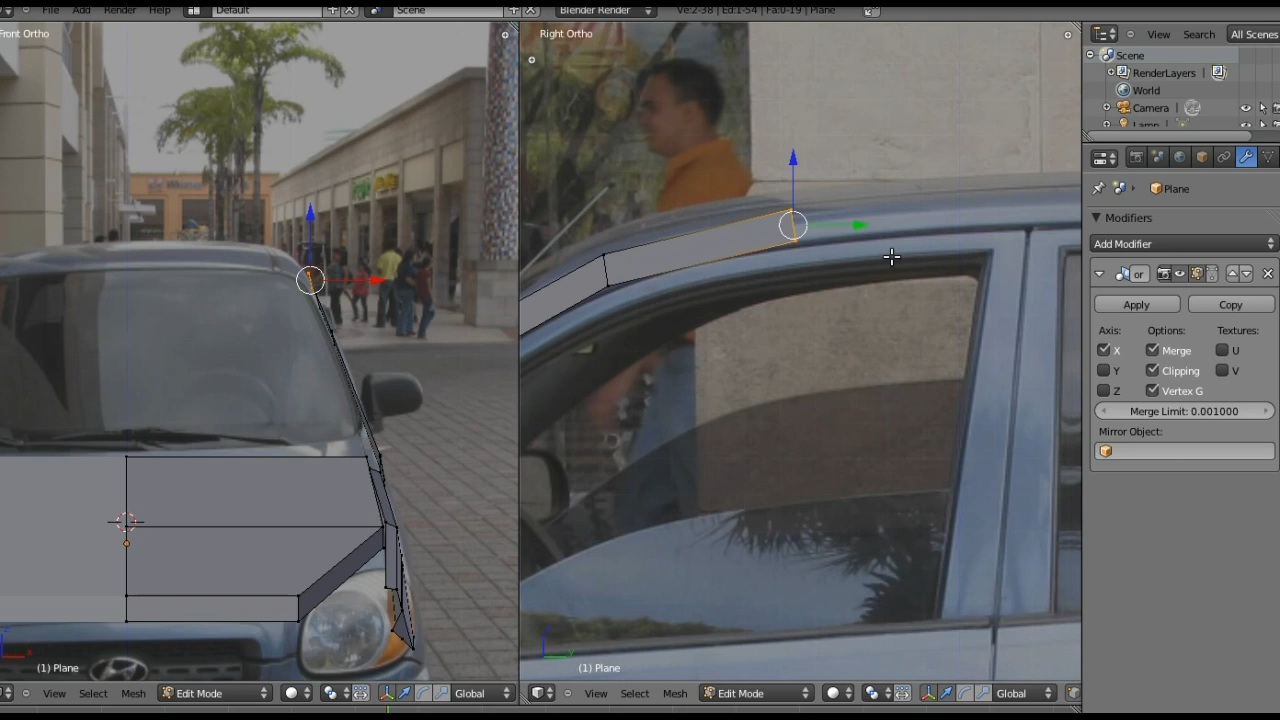 File Add Render Help Default Scene Blender Render Ve:2-38 | Ed:1-54 | Fa:0-19 | Plane
Front Ortho
Right Ortho
View Search All Scenes
Scene
RenderLayers
World
Camera
Lamp
Plane
Modifiers
Add Modifier
or
Apply Copy
Axis: Options: Textures:
X Merge U
Y Clipping V
Z Vertex G
Merge Limit: 0.001000
Mirror Object:
(1) Plane
(1) Plane
View Select Mesh Edit Mode Global
View Select Mesh Edit Mode Global